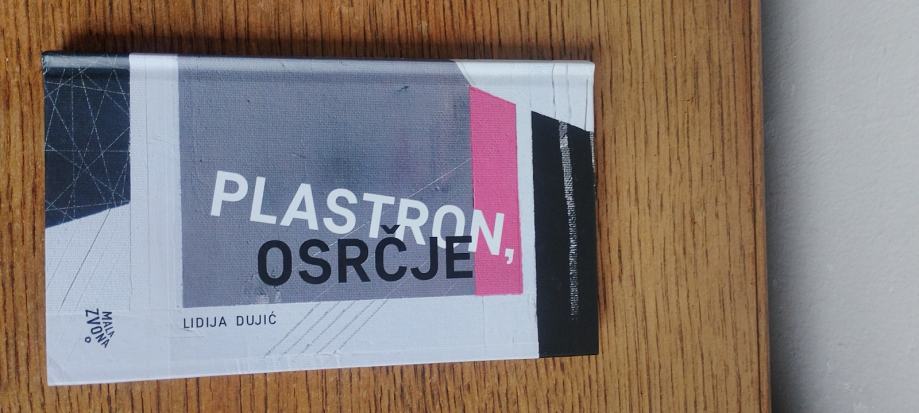 PLASTRON,
OSRČJE
LIDIJA DUJIĆ
MALA
ZVONA